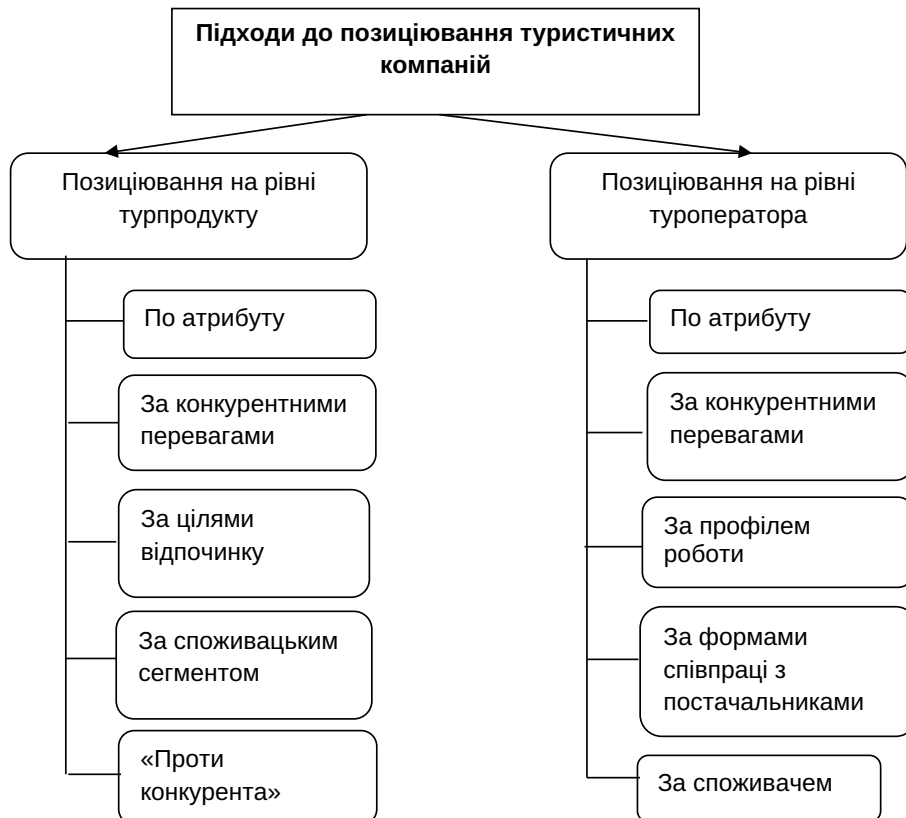 Підходи до позиціювання туристичних
компаній
Позиціювання на рівні
турпродукту
По атрибуту
За конкурентними
перевагами
За цілями
відпочинку
За споживацьким
сегментом
«Проти
конкурента»
Позиціювання на рівні
туроператора
По атрибуту
За конкурентними
перевагами
За профілем
роботи
За формами
співпраці з
постачальниками
За споживачем